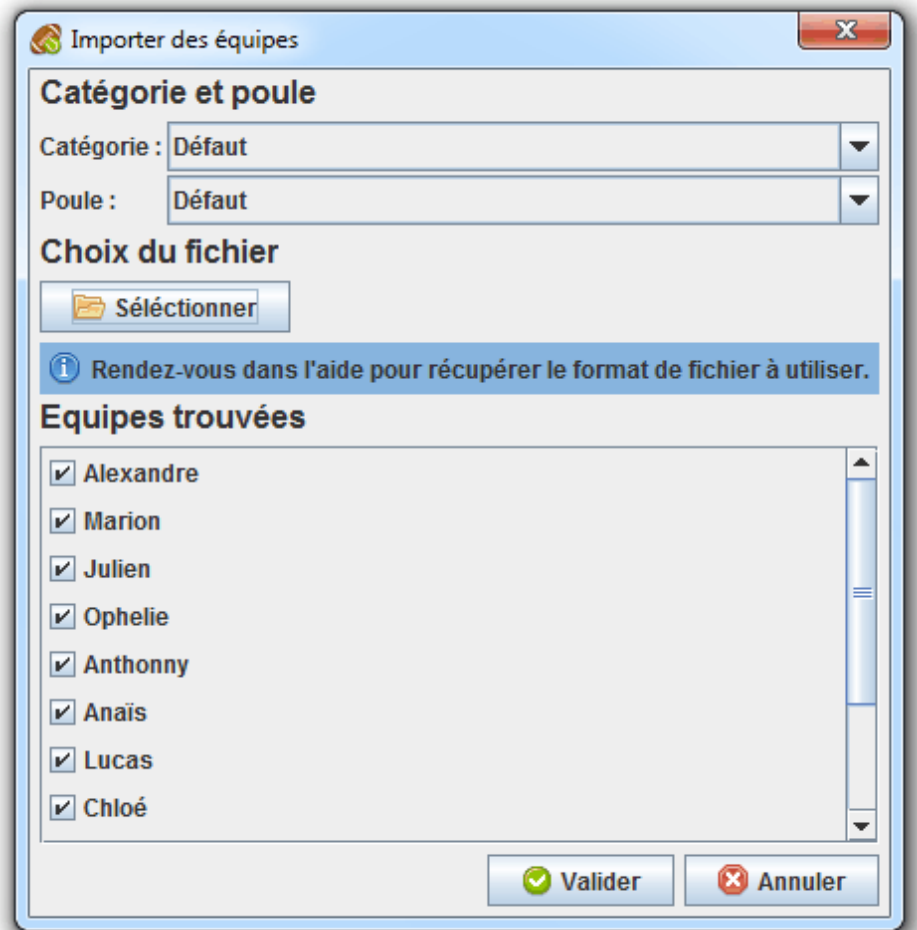 Importer des équipes
Catégorie et poule
Catégorie : Défaut
Poule : Défaut
Choix du fichier
Séléctionner
Rendez-vous dans l'aide pour récupérer le format de fichier à utiliser.
Equipes trouvées
Alexandre
Marion
Julien
Ophelie
Anthonny
Anaïs
Lucas
Chloé
Valider Annuler